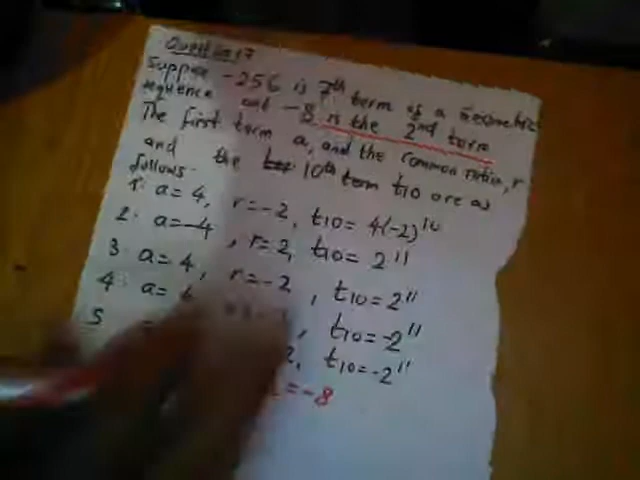 Question 7
Suppose -256 is 7th term of a Geometric
sequence and -8 is the 2nd term
The first term a, and the common ratio, r
and the 10th term t10 are as
follows.
1. a = 4, r = -2, t10 = 4(-2)^10
2. a = -4, r = 2, t10 = 2^11
3. a = 4, r = -2, t10 = 2^11
4. a = , t10 = -2^11
5 = 2, t10 = -2^11
= -8